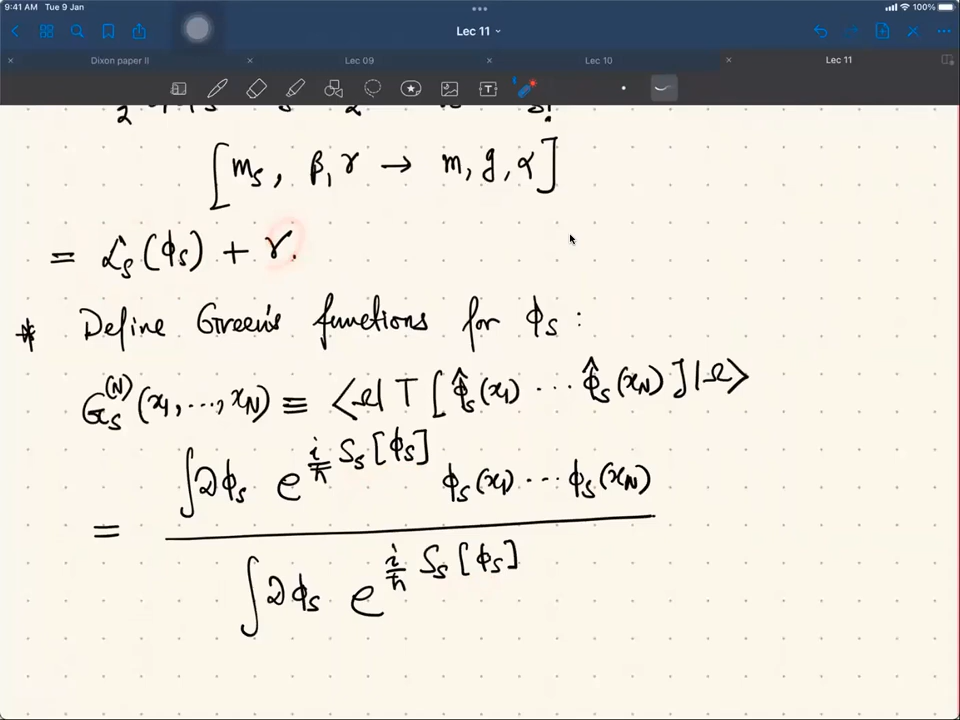 9:41 AM Tue 9 Jan
100%
Lec 11
Dixon paper II
Lec 09
Lec 10
Lec 11
[m_s, β, γ → m, g, α]
= ℒ_s(ϕ_s) + γ.
* Define Green's functions for ϕ_s :
G_s^(N)(x_1, ..., x_N) ≡ ⟨Ω| T [ϕ̂_s(x_1) ... ϕ̂_s(x_N)] |Ω⟩
= ∫𝒟ϕ_s e^{i/ħ S_s[ϕ_s]} ϕ_s(x_1) ... ϕ_s(x_N)
∫𝒟ϕ_s e^{i/ħ S_s[ϕ_s]}